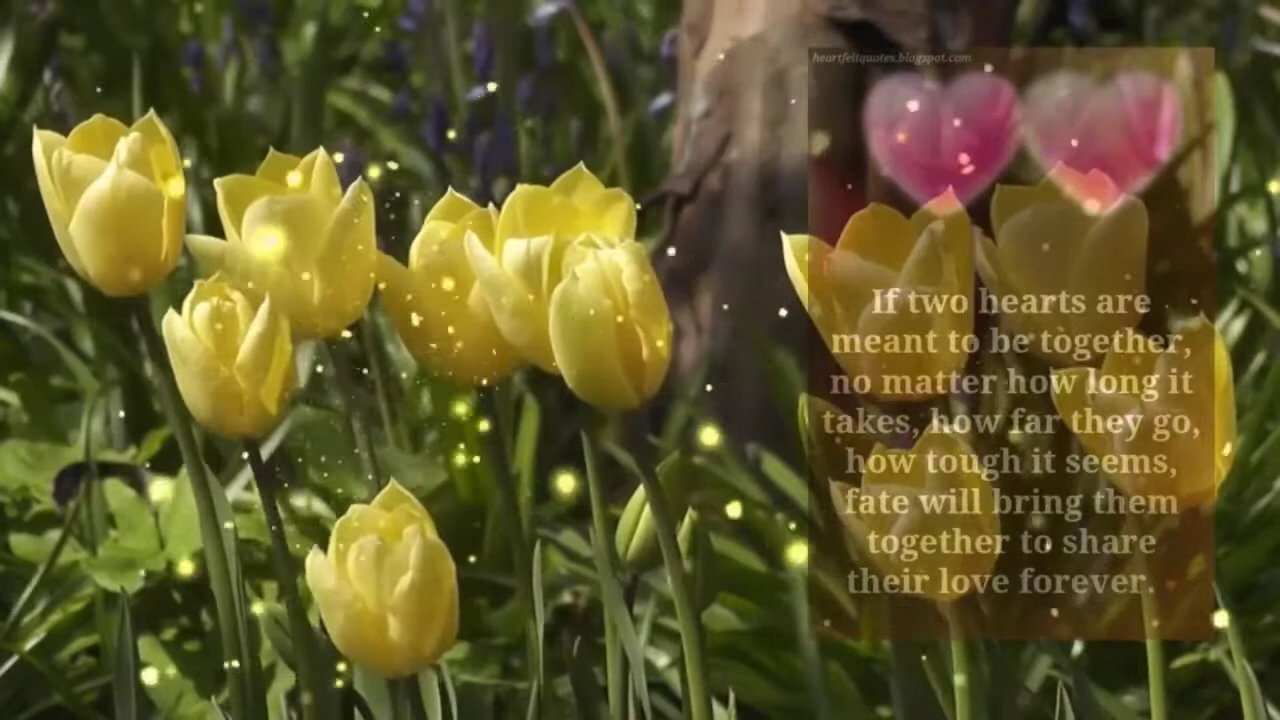 heartfeltquotes.blogspot.com
If two hearts are
meant to be together,
no matter how long it
takes, how far they go,
how tough it seems,
fate will bring them
together to share
their love forever.